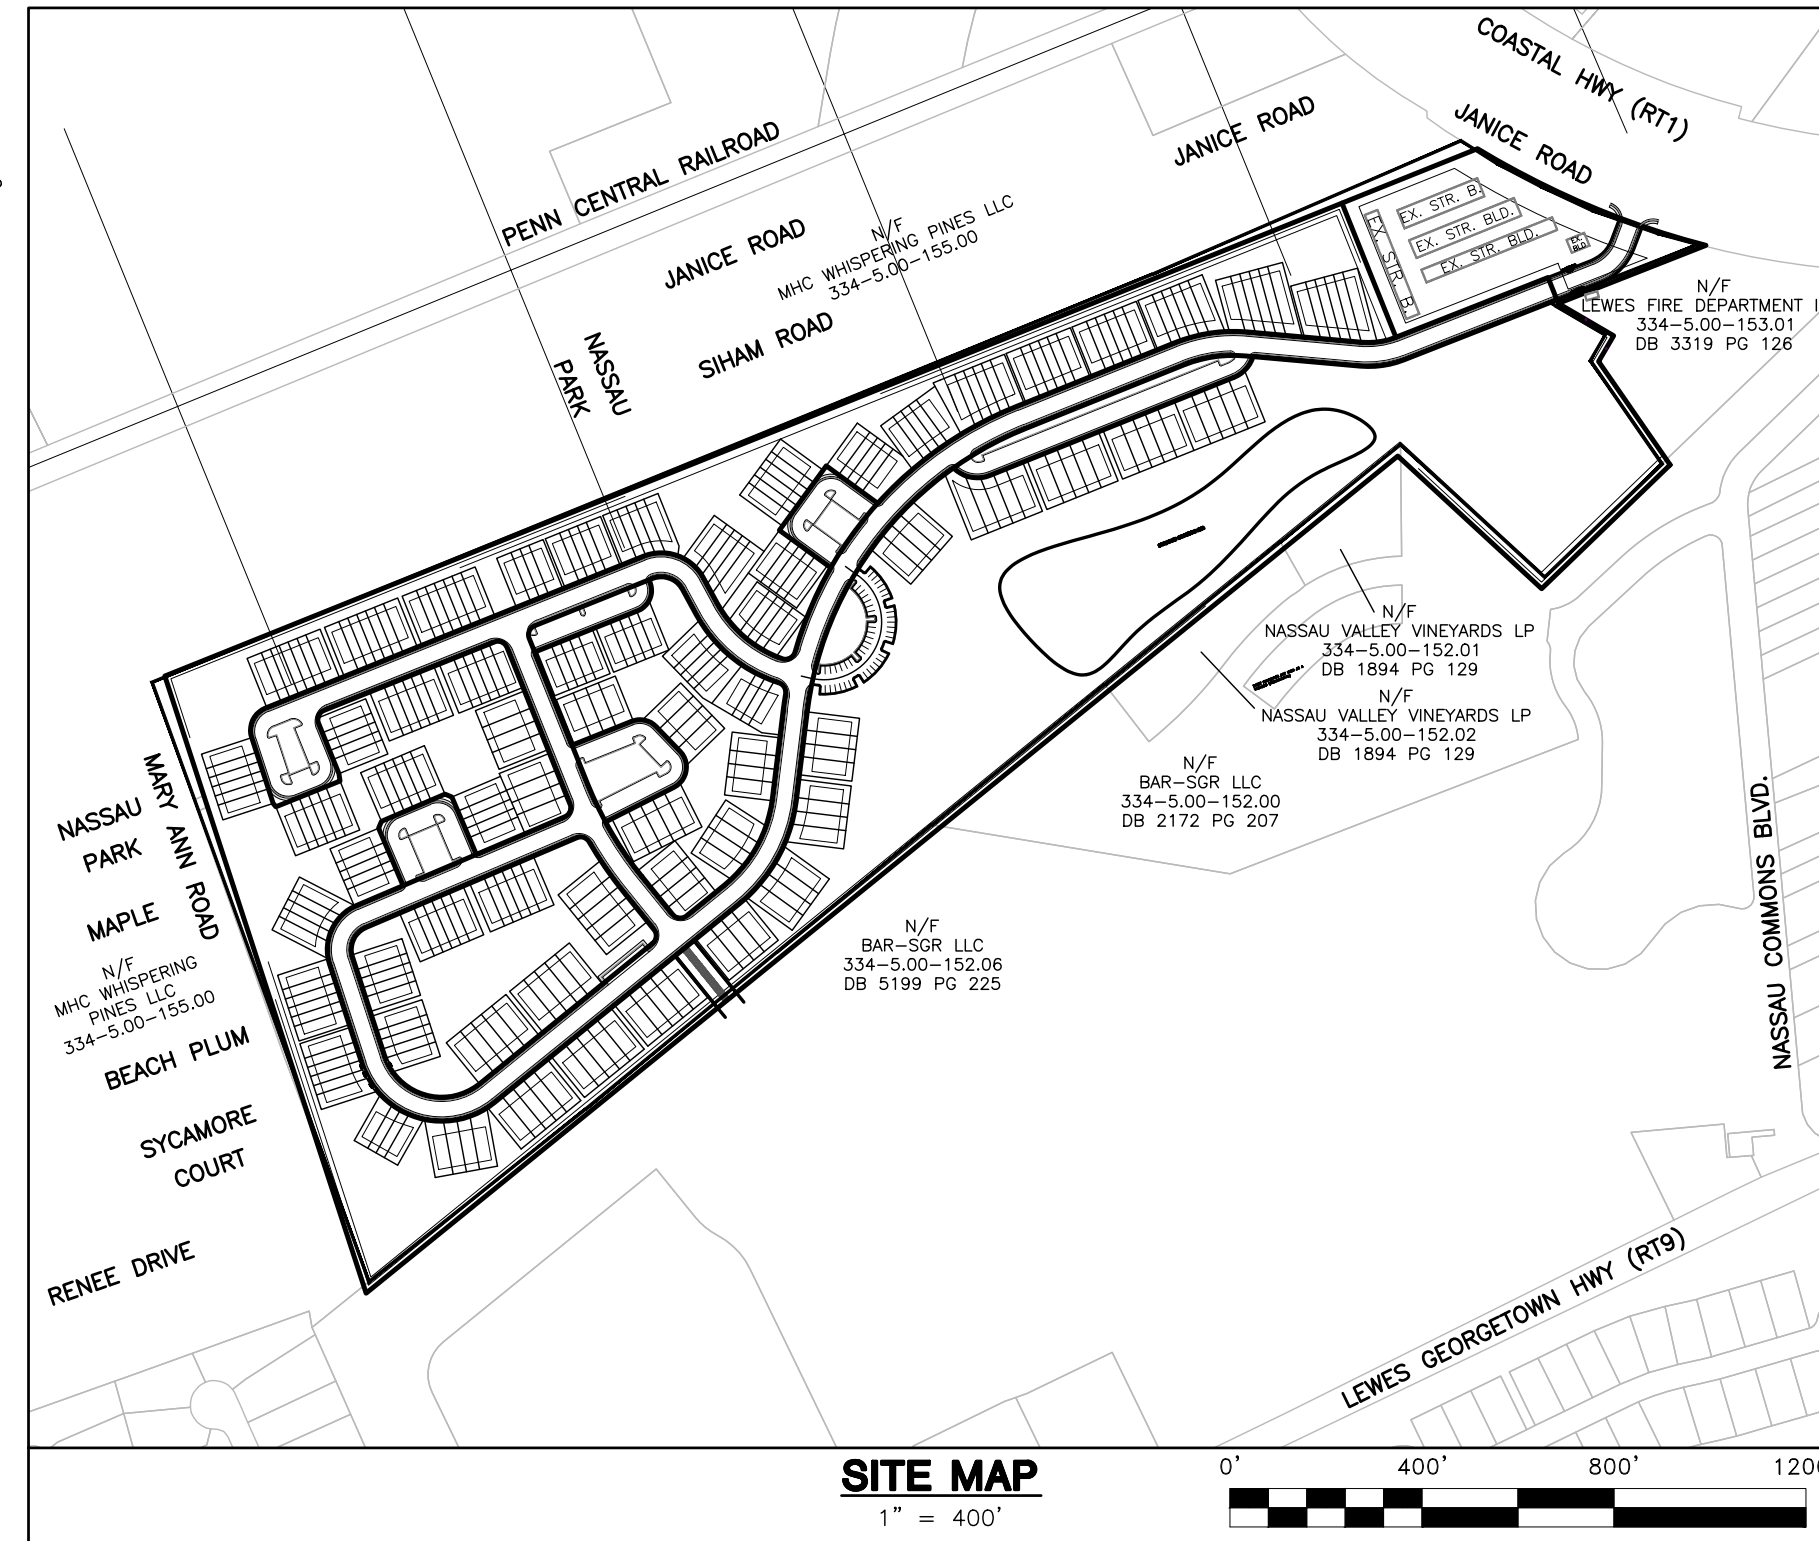 COASTAL HWY (RT1)
JANICE ROAD
JANICE ROAD
PENN CENTRAL RAILROAD
JANICE ROAD
N/F
MHC WHISPERING PINES LLC
334-5.00-155.00
SIHAM ROAD
NASSAU
PARK
EX. STR. B.
EX. STR. BLD.
EX. STR. BLD.
EX. STR. B.
EX.
BLD
N/F
LEWES FIRE DEPARTMENT I
334-5.00-153.01
DB 3319 PG 126
N/F
NASSAU VALLEY VINEYARDS LP
334-5.00-152.01
DB 1894 PG 129
N/F
NASSAU VALLEY VINEYARDS LP
334-5.00-152.02
DB 1894 PG 129
N/F
BAR-SGR LLC
334-5.00-152.00
DB 2172 PG 207
MARY ANN ROAD
NASSAU
PARK
MAPLE
N/F
MHC WHISPERING
PINES LLC
334-5.00-155.00
BEACH PLUM
SYCAMORE
COURT
RENEE DRIVE
N/F
BAR-SGR LLC
334-5.00-152.06
DB 5199 PG 225
NASSAU COMMONS BLVD.
LEWES GEORGETOWN HWY (RT9)
SITE MAP
1" = 400'
0' 400' 800' 120